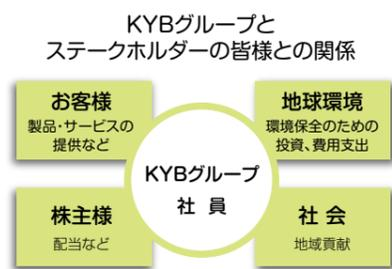 KYBグループと
ステークホルダーの皆様との関係
お客様
製品・サービスの
提供など
地球環境
環境保全のための
投資、費用支出
KYBグループ
社 員
株主様
配当など
社 会
地域貢献